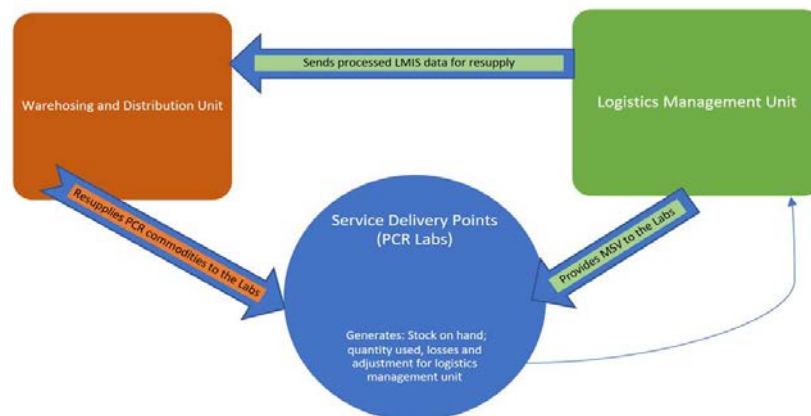 Sends processed LMIS data for resupply
Warehosing and Distribution Unit
Logistics Management Unit
Resupplies PCR commodities to the Labs
Service Delivery Points
(PCR Labs)
Provides MSV to the Labs
Generates: Stock on hand;
quantity used, losses and
adjustment for logistics
management unit